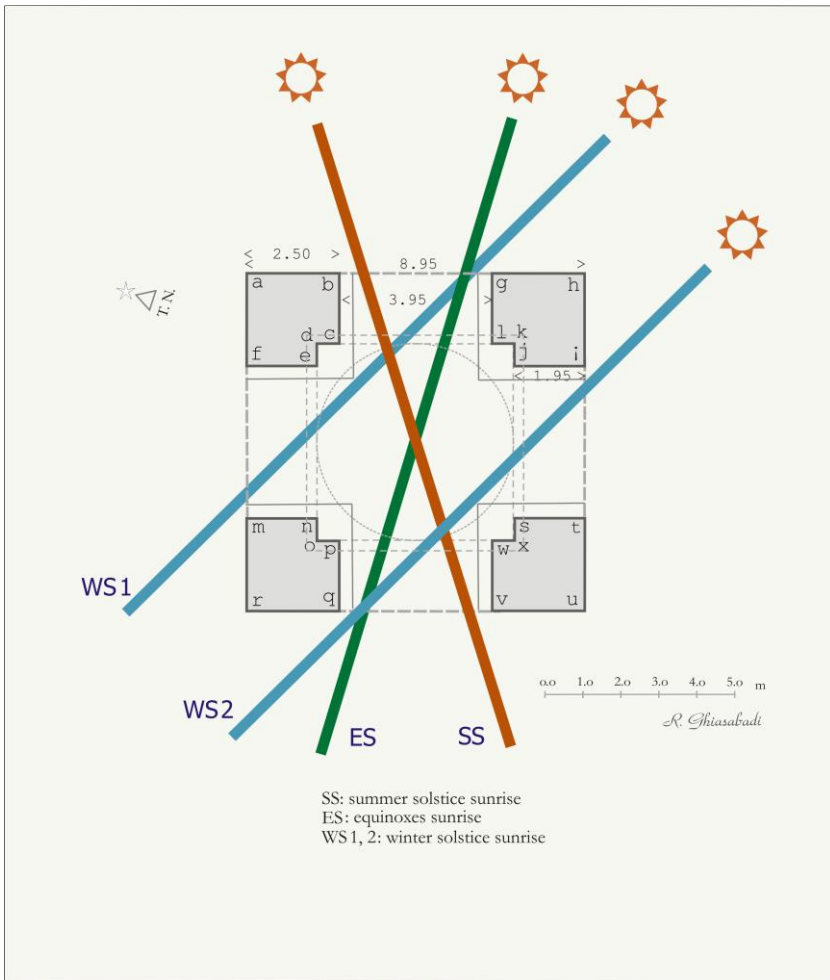 < 2.50 >
< 8.95 >
a b g h
T.N.
< 3.95 >
d c l k
f e j i
< 1.95 >
m n s t
o p w x
WS1
r q v u
0.0 1.0 2.0 3.0 4.0 5.0 m
WS2
R. Ghiasabadi
ES SS
SS: summer solstice sunrise
ES: equinoxes sunrise
WS1, 2: winter solstice sunrise